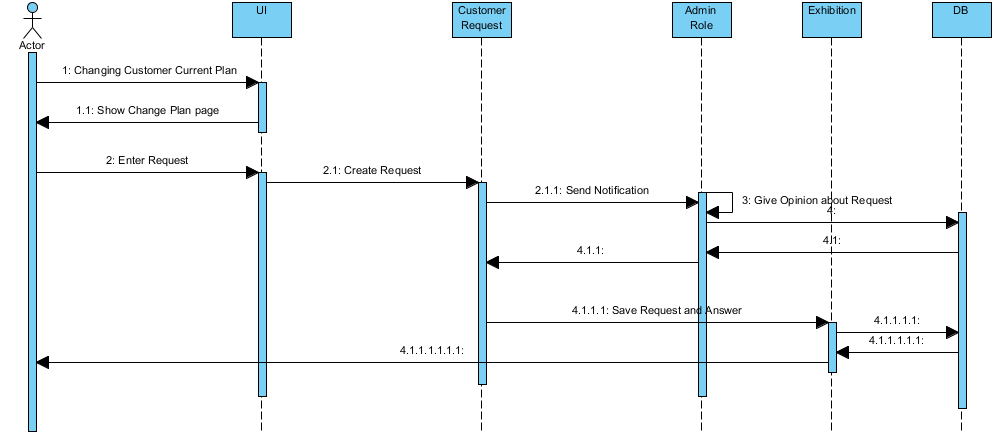 UI
Customer
Request
Admin
Role
Exhibition
DB
Actor
1: Changing Customer Current Plan
1.1: Show Change Plan page
2: Enter Request
2.1: Create Request
2.1.1: Send Notification
3: Give Opinion about Request
4:
4.1:
4.1.1:
4.1.1.1: Save Request and Answer
4.1.1.1.1:
4.1.1.1.1.1:
4.1.1.1.1.1.1: